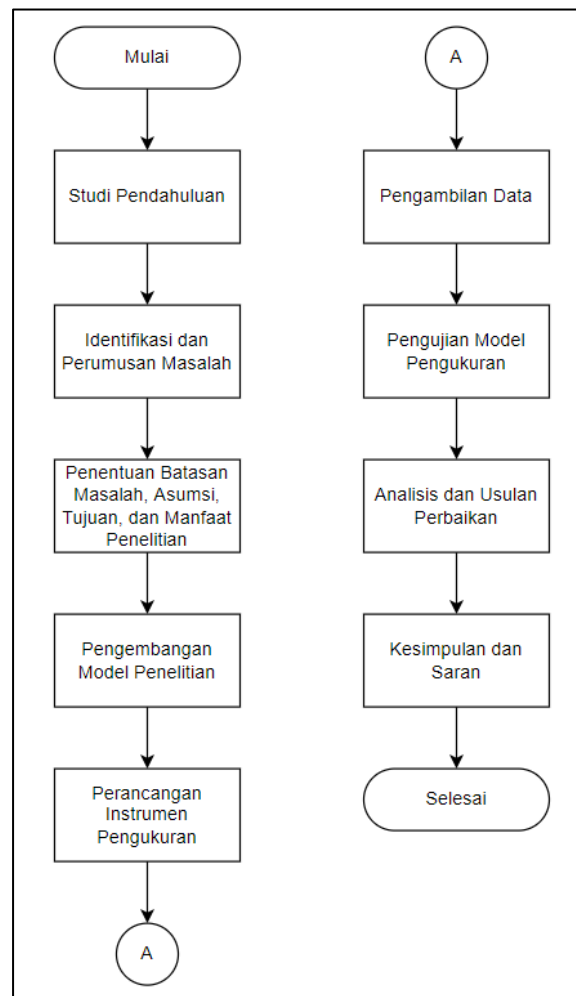 Mulai
Studi Pendahuluan
Identifikasi dan
Perumusan Masalah
Penentuan Batasan
Masalah, Asumsi,
Tujuan, dan Manfaat
Penelitian
Pengembangan
Model Penelitian
Perancangan
Instrumen
Pengukuran
A
A
Pengambilan Data
Pengujian Model
Pengukuran
Analisis dan Usulan
Perbaikan
Kesimpulan dan
Saran
Selesai